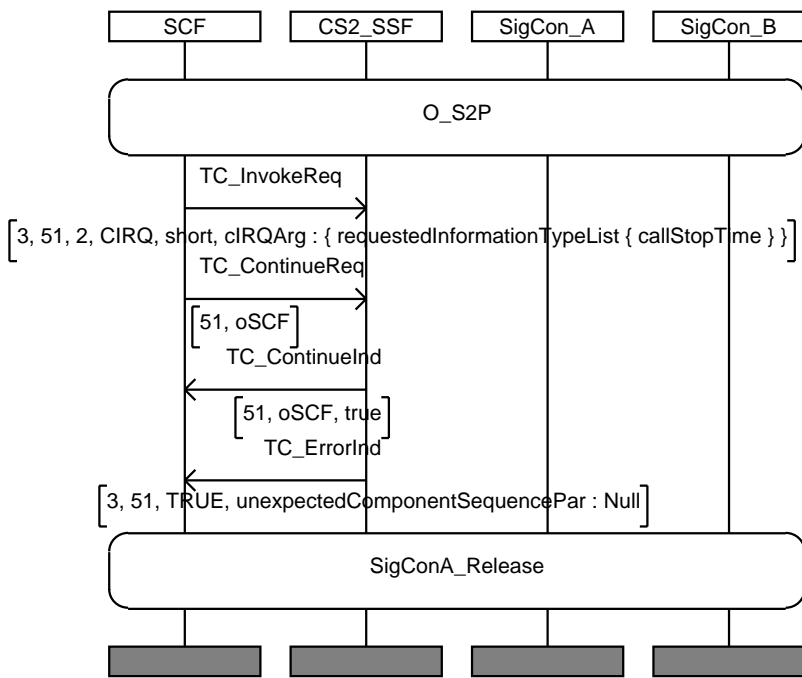 SCF CS2_SSF SigCon_A SigCon_B
O_S2P
TC_InvokeReq
[3, 51, 2, CIRQ, short, cIRQArg : { requestedInformationTypeList { callStopTime } }]
TC_ContinueReq
[51, oSCF]
TC_ContinueInd
[51, oSCF, true]
TC_ErrorInd
[3, 51, TRUE, unexpectedComponentSequencePar : Null]
SigConA_Release